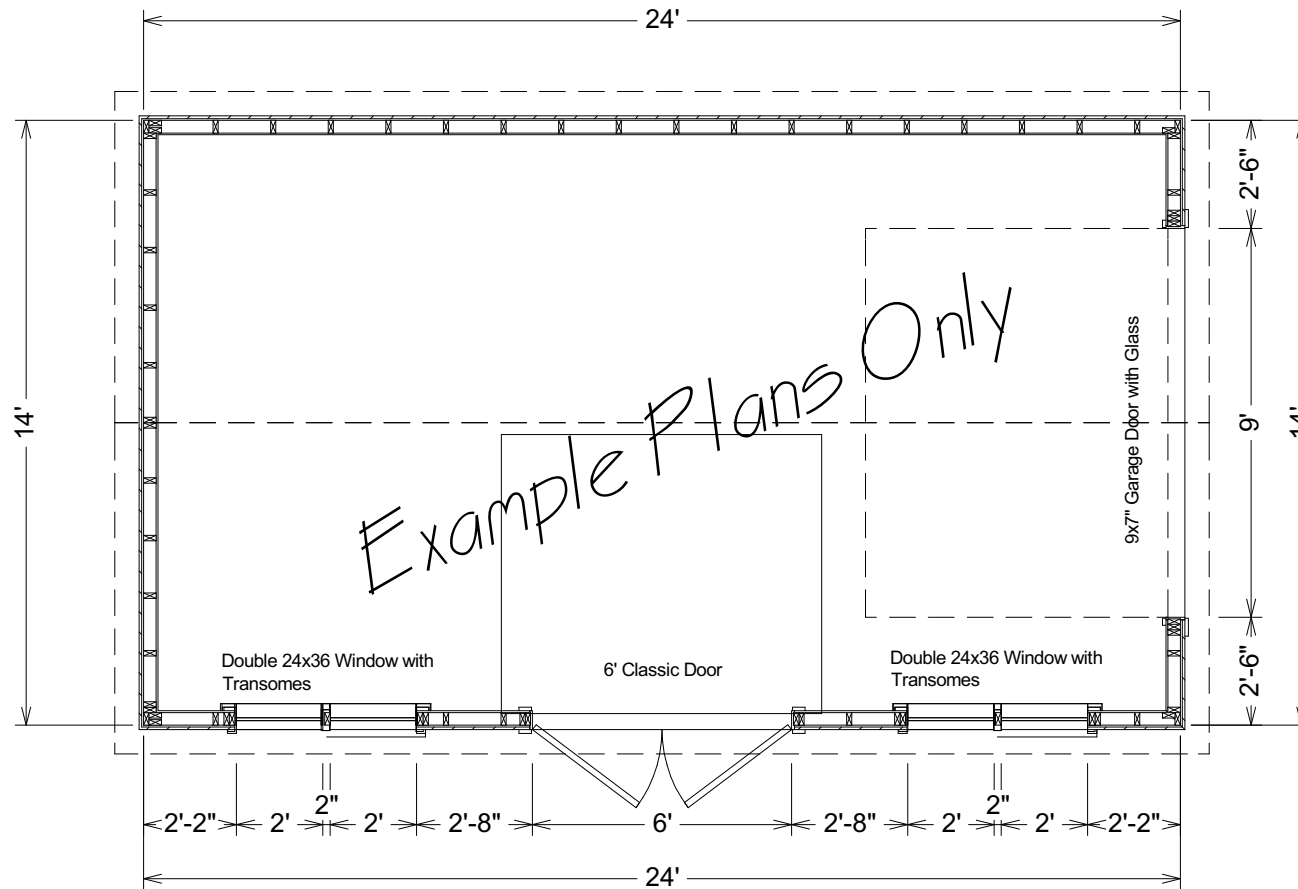 24'
2'-6"
14'
9x7" Garage Door with Glass
9'
14'
Example Plans Only
Double 24x36 Window with
Transomes
6' Classic Door
Double 24x36 Window with
Transomes
2'-6"
2'-2"
2'
2"
2'
2'-8"
6'
2'-8"
2'
2"
2'
2'-2"
24'